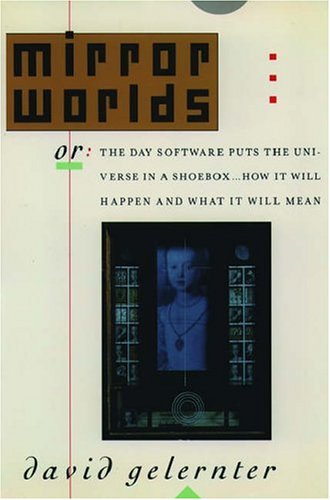 mirror
worlds
or: THE DAY SOFTWARE PUTS THE UNI-
VERSE IN A SHOEBOX...HOW IT WILL
HAPPEN AND WHAT IT WILL MEAN
david gelernter